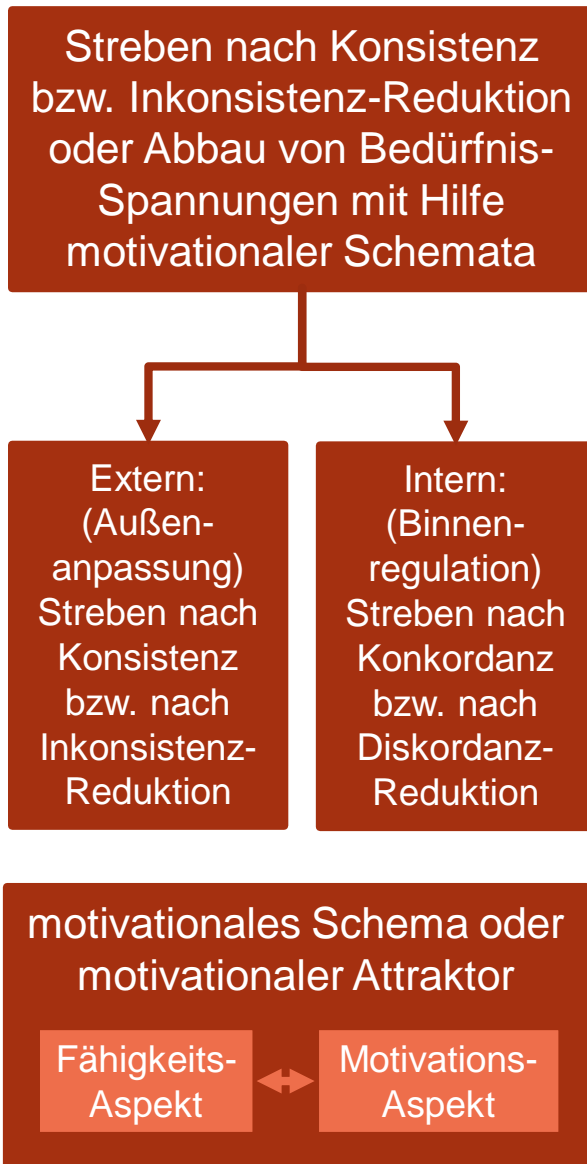 Streben nach Konsistenz
bzw. Inkonsistenz-Reduktion
oder Abbau von Bedürfnis-
Spannungen mit Hilfe
motivationaler Schemata
Extern:
(Außen-
anpassung)
Streben nach
Konsistenz
bzw. nach
Inkonsistenz-
Reduktion
Intern:
(Binnen-
regulation)
Streben nach
Konkordanz
bzw. nach
Diskordanz-
Reduktion
motivationales Schema oder
motivationaler Attraktor
Fähigkeits-
Aspekt
Motivations-
Aspekt